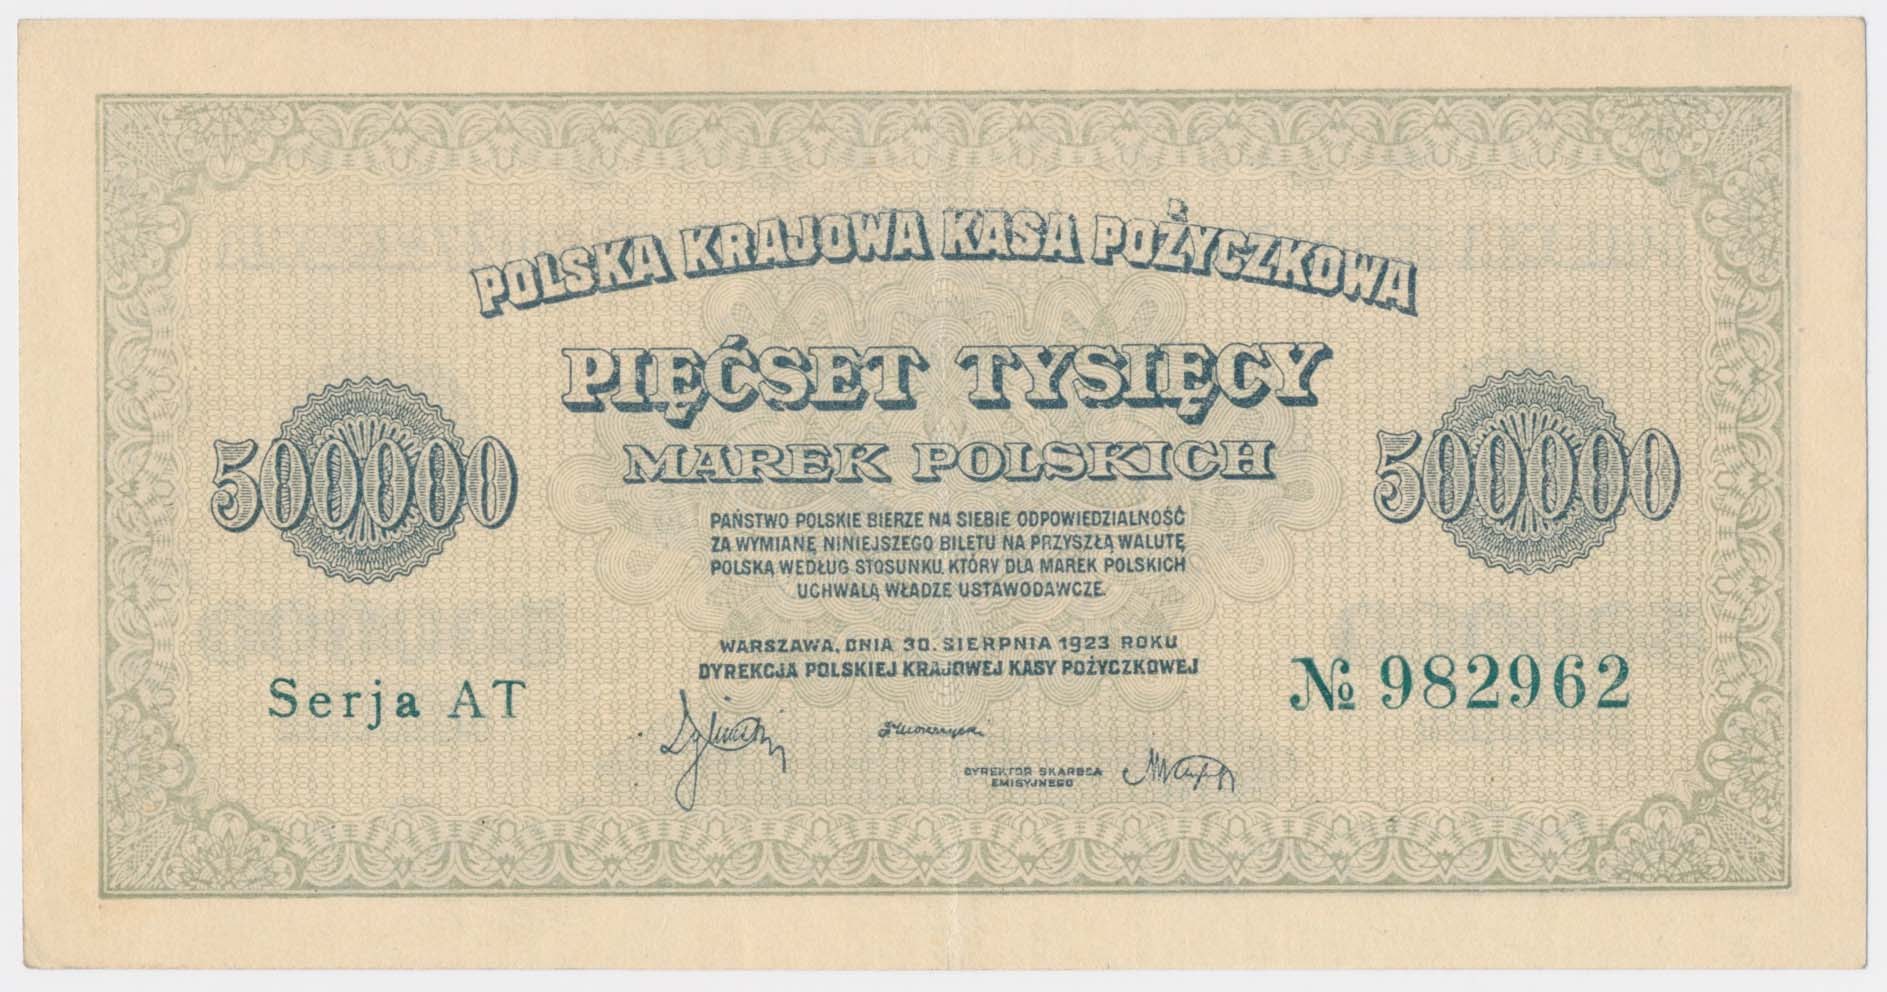 POLSKA KRAJOWA KASA POŻYCZKOWA
PIĘĆSET TYSIĘCY
MAREK POLSKICH
500000
500000
PAŃSTWO POLSKIE BIERZE NA SIEBIE ODPOWIEDZIALNOŚĆ
ZA WYMIANĘ NINIEJSZEGO BILETU NA PRZYSZŁĄ WALUTĘ
POLSKĄ WEDŁUG STOSUNKU, KTÓRY DLA MAREK POLSKICH
UCHWALĄ WŁADZE USTAWODAWCZE.
WARSZAWA, DNIA 30. SIERPNIA 1923 ROKU
DYREKCJA POLSKIEJ KRAJOWEJ KASY POŻYCZKOWEJ
Serja AT
№ 982962
DYREKTOR SKARBCA
EMISYJNEGO